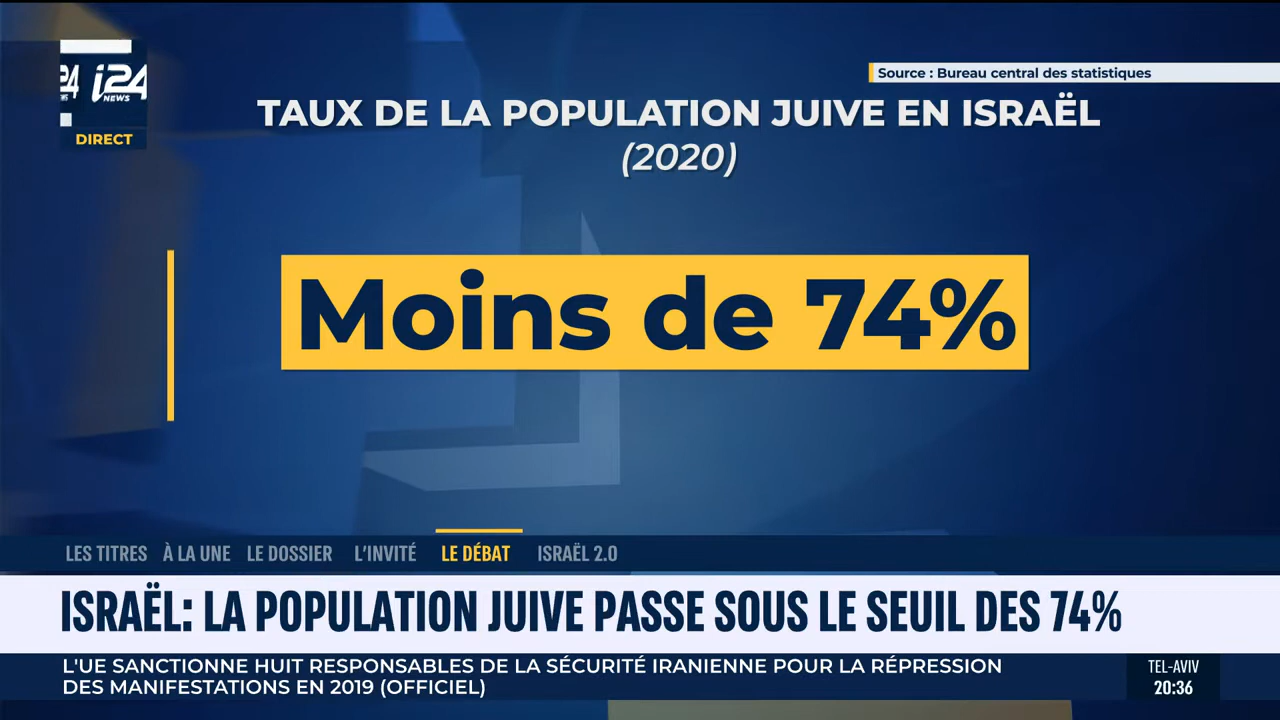 24
i24
NEWS
DIRECT
Source : Bureau central des statistiques
TAUX DE LA POPULATION JUIVE EN ISRAËL
(2020)
Moins de 74%
LES TITRES À LA UNE LE DOSSIER L'INVITÉ LE DÉBAT ISRAËL 2.0
ISRAËL: LA POPULATION JUIVE PASSE SOUS LE SEUIL DES 74%
L'UE SANCTIONNE HUIT RESPONSABLES DE LA SÉCURITÉ IRANIENNE POUR LA RÉPRESSION
DES MANIFESTATIONS EN 2019 (OFFICIEL)
TEL-AVIV
20:36